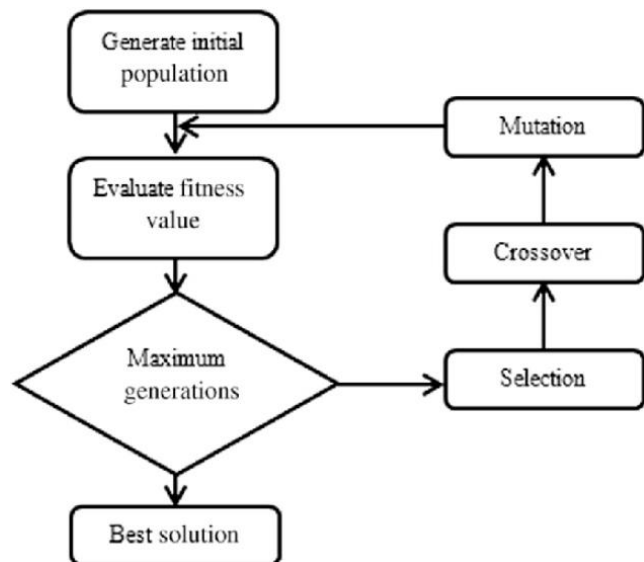 Generate initial
population
Mutation
Evaluate fitness
value
Crossover
Maximum
generations
Selection
Best solution